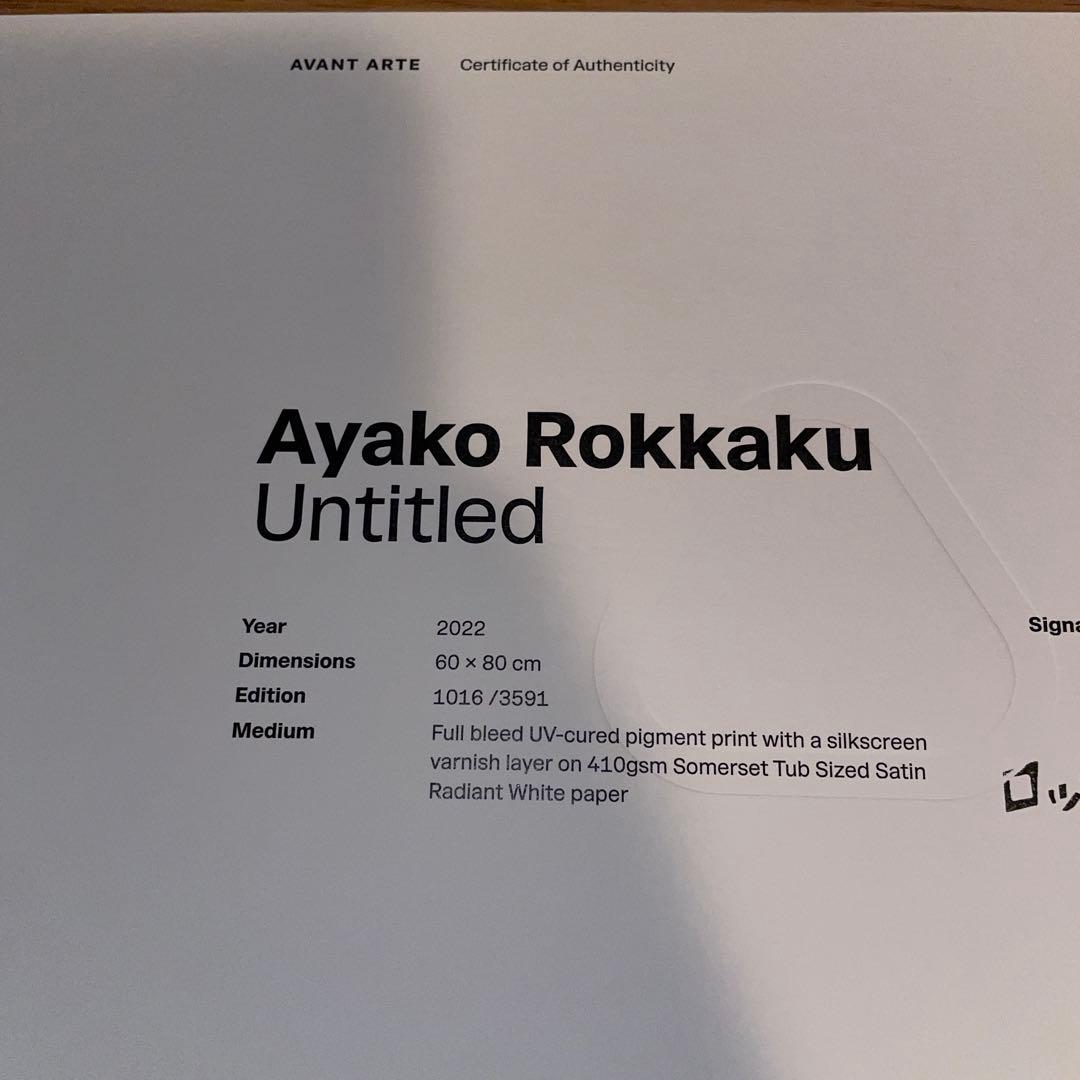 AVANT ARTE Certificate of Authenticity
Ayako Rokkaku
Untitled
Year 2022
Dimensions 60 × 80 cm
Edition 1016 /3591
Medium Full bleed UV-cured pigment print with a silkscreen
varnish layer on 410gsm Somerset Tub Sized Satin
Radiant White paper
Signa
ロッ